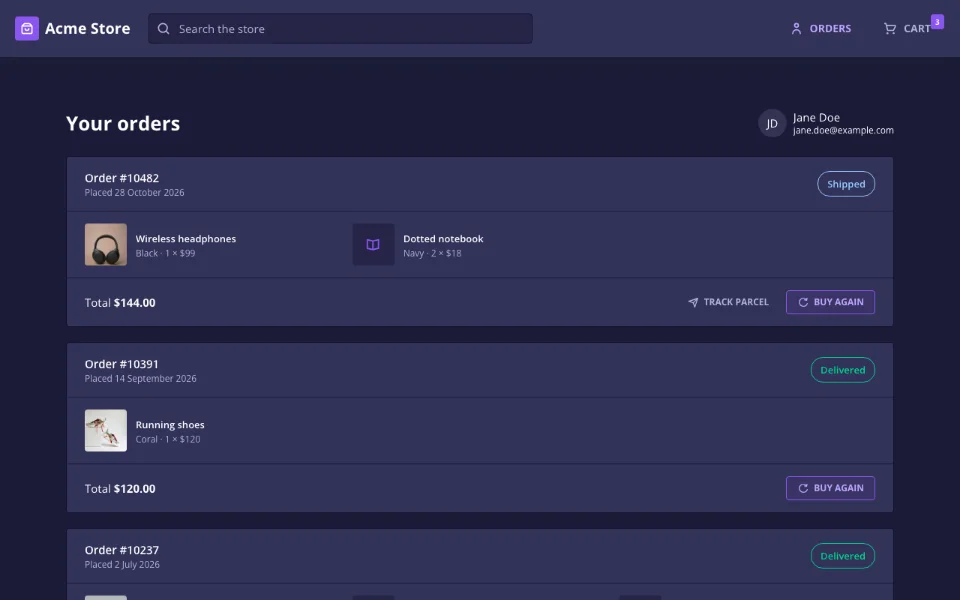 Acme Store
Search the store
ORDERS
CART
3
Your orders
JD
Jane Doe
jane.doe@example.com
Order #10482
Placed 28 October 2026
Shipped
Wireless headphones
Black · 1 × $99
Dotted notebook
Navy · 2 × $18
Total $144.00
TRACK PARCEL
BUY AGAIN
Order #10391
Placed 14 September 2026
Delivered
Running shoes
Coral · 1 × $120
Total $120.00
BUY AGAIN
Order #10237
Placed 2 July 2026
Delivered